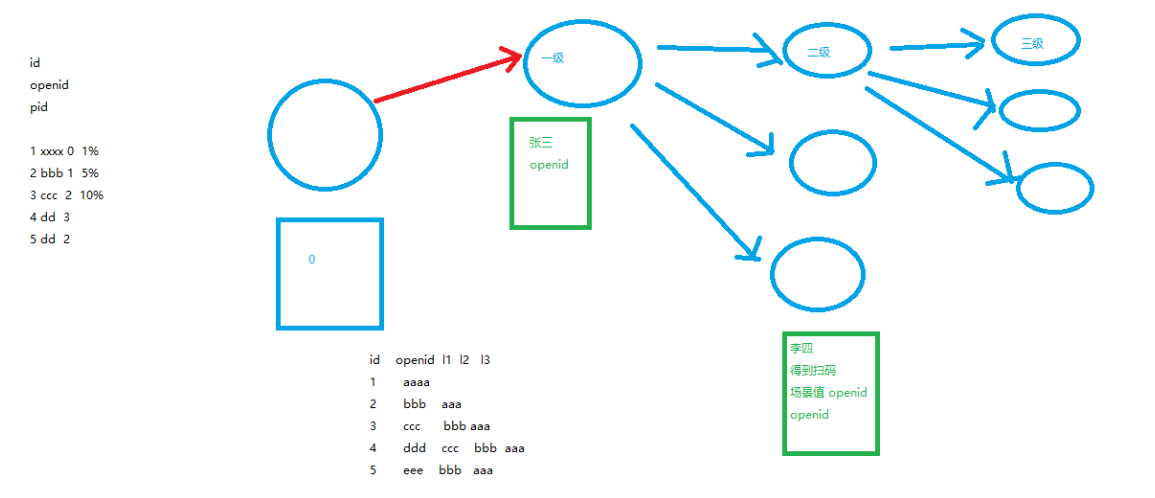 id
openid
pid
1 xxxx 0 1%
2 bbb 1 5%
3 ccc 2 10%
4 dd 3
5 dd 2
0
一级
张三
openid
二级
三级
李四
得到扫码
场景值 openid
openid
id openid l1 l2 l3
1 aaaa
2 bbb aaa
3 ccc bbb aaa
4 ddd ccc bbb aaa
5 eee bbb aaa